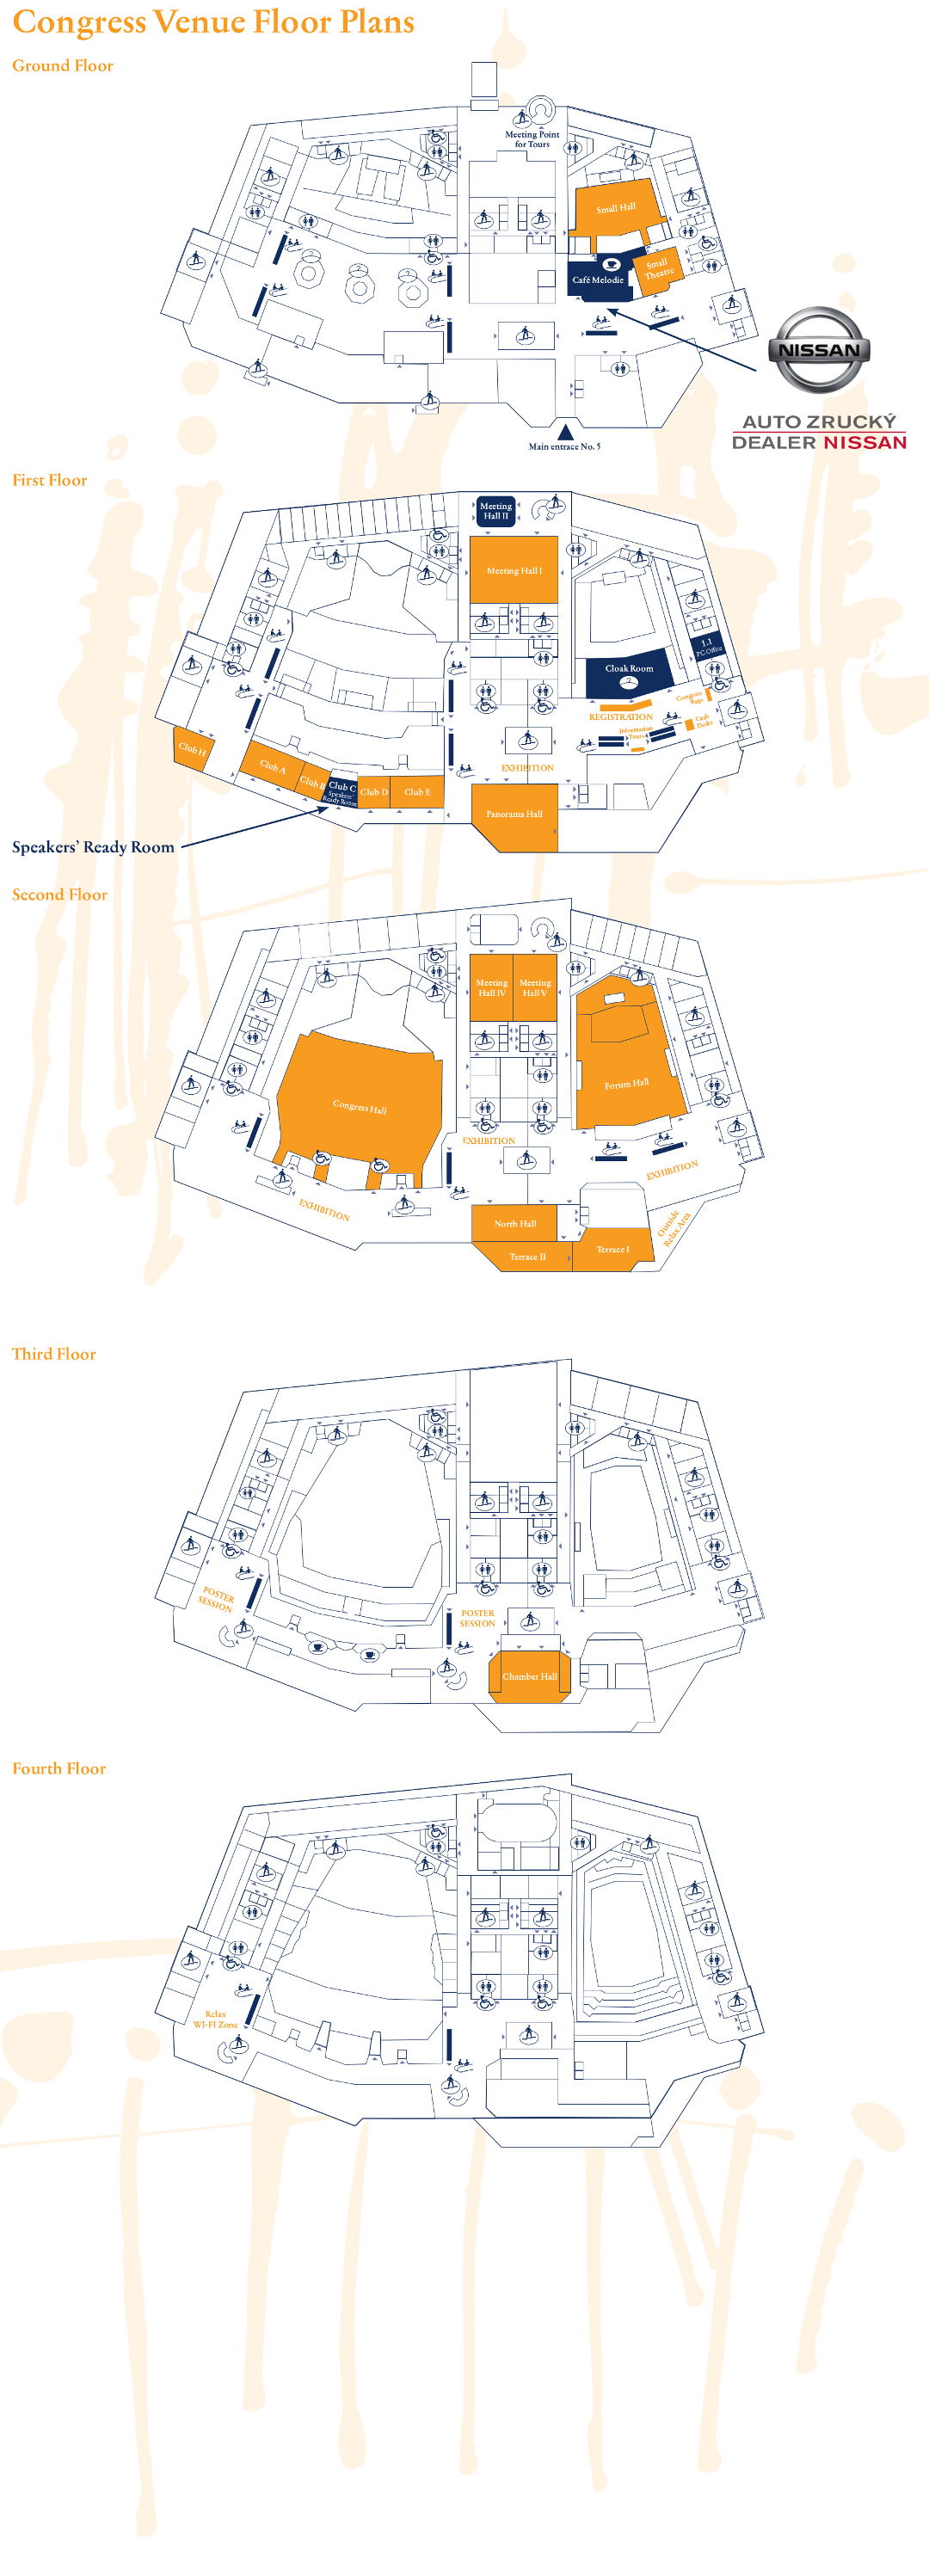 Congress Venue Floor Plans
Ground Floor
Meeting Point
for Tours
Small Hall
Small
Theatre
Café Melodie
NISSAN
AUTO ZRUCKÝ
DEALER NISSAN
Main entrace No. 5
First Floor
Meeting
Hall II
Meeting Hall I
1.1
PC Office
Cloak Room
Congress
Bags
REGISTRATION
Cash
Desks
Information
Tours
Club H
Club A
Club B
Club C
Speakers'
Ready Room
Club D
Club E
EXHIBITION
Panorama Hall
Speakers' Ready Room
Second Floor
Meeting
Hall IV
Meeting
Hall V
Forum Hall
Congress Hall
EXHIBITION
EXHIBITION
EXHIBITION
North Hall
Terrace II
Terrace I
Outside
Relax Area
Third Floor
POSTER
SESSION
POSTER
SESSION
Chamber Hall
Fourth Floor
Relax
WI-FI Zone